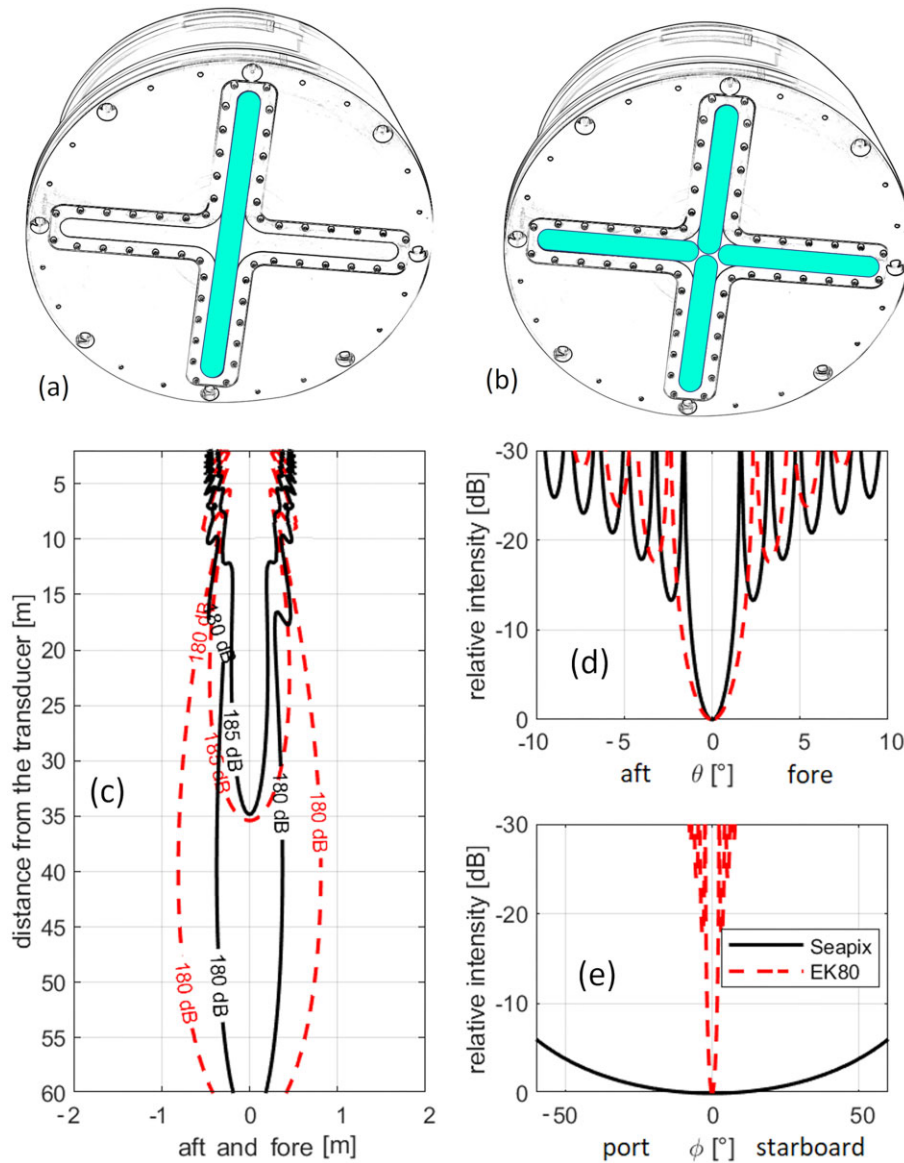 (a)
(b)
5
10
15
20
25
30
35
40
45
50
55
60
distance from the transducer [m]
(c)
180 dB
180 dB
185 dB
185 dB
180 dB
180 dB
180 dB
180 dB
-2
-1
0
1
2
aft and fore [m]
-30
-20
-10
0
relative intensity [dB]
(d)
-10
-5
0
5
10
aft θ [°] fore
-30
-20
-10
0
relative intensity [dB]
(e)
Seapix
EK80
-50
0
50
port ϕ [°] starboard